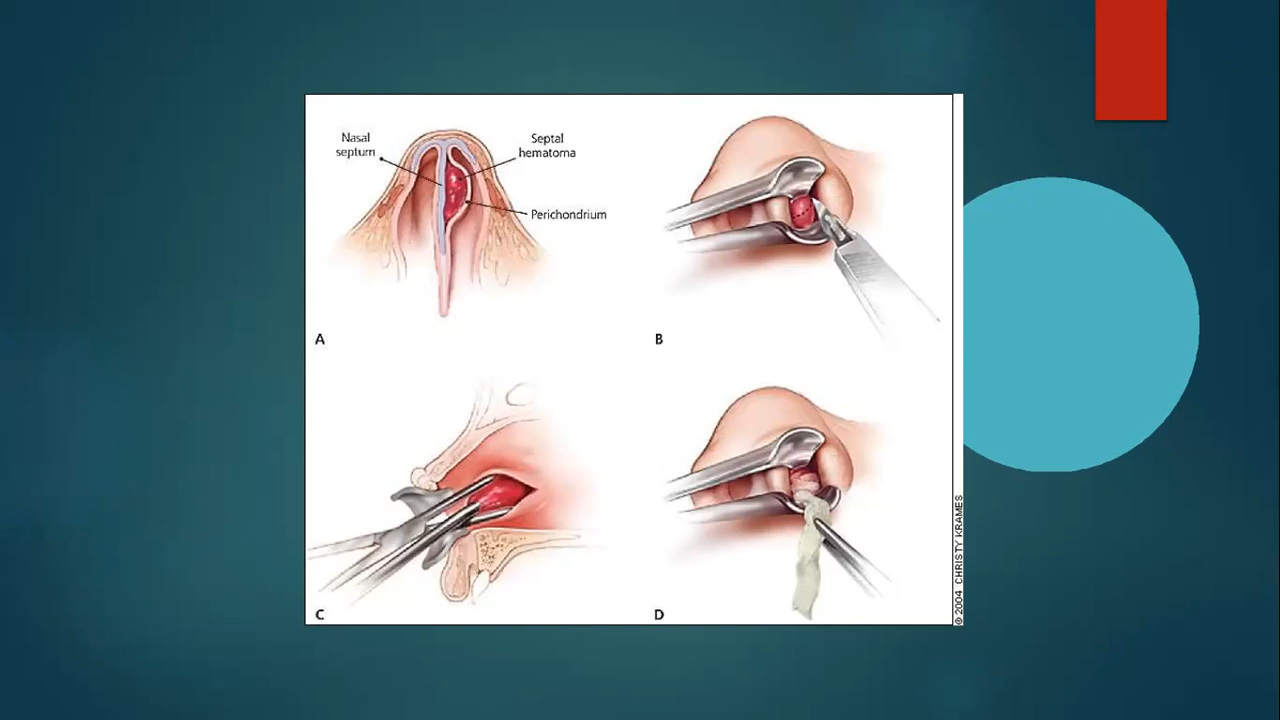 Nasal
septum
Septal
hematoma
Perichondrium
A
B
C
D
© 2004 CHRISTY KRAMES